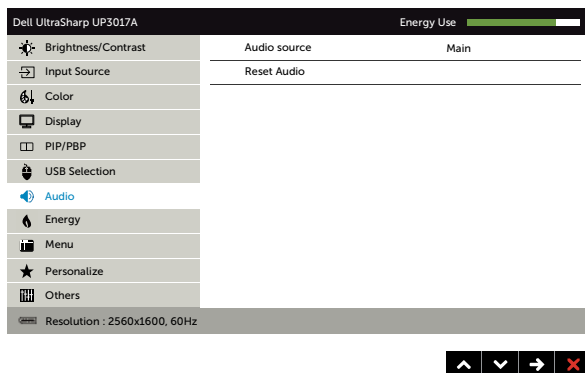 Dell UltraSharp UP3017A Energy Use
Brightness/Contrast Audio source Main
Input Source Reset Audio
Color
Display
PIP/PBP
USB Selection
Audio
Energy
Menu
Personalize
Others
Resolution : 2560x1600, 60Hz